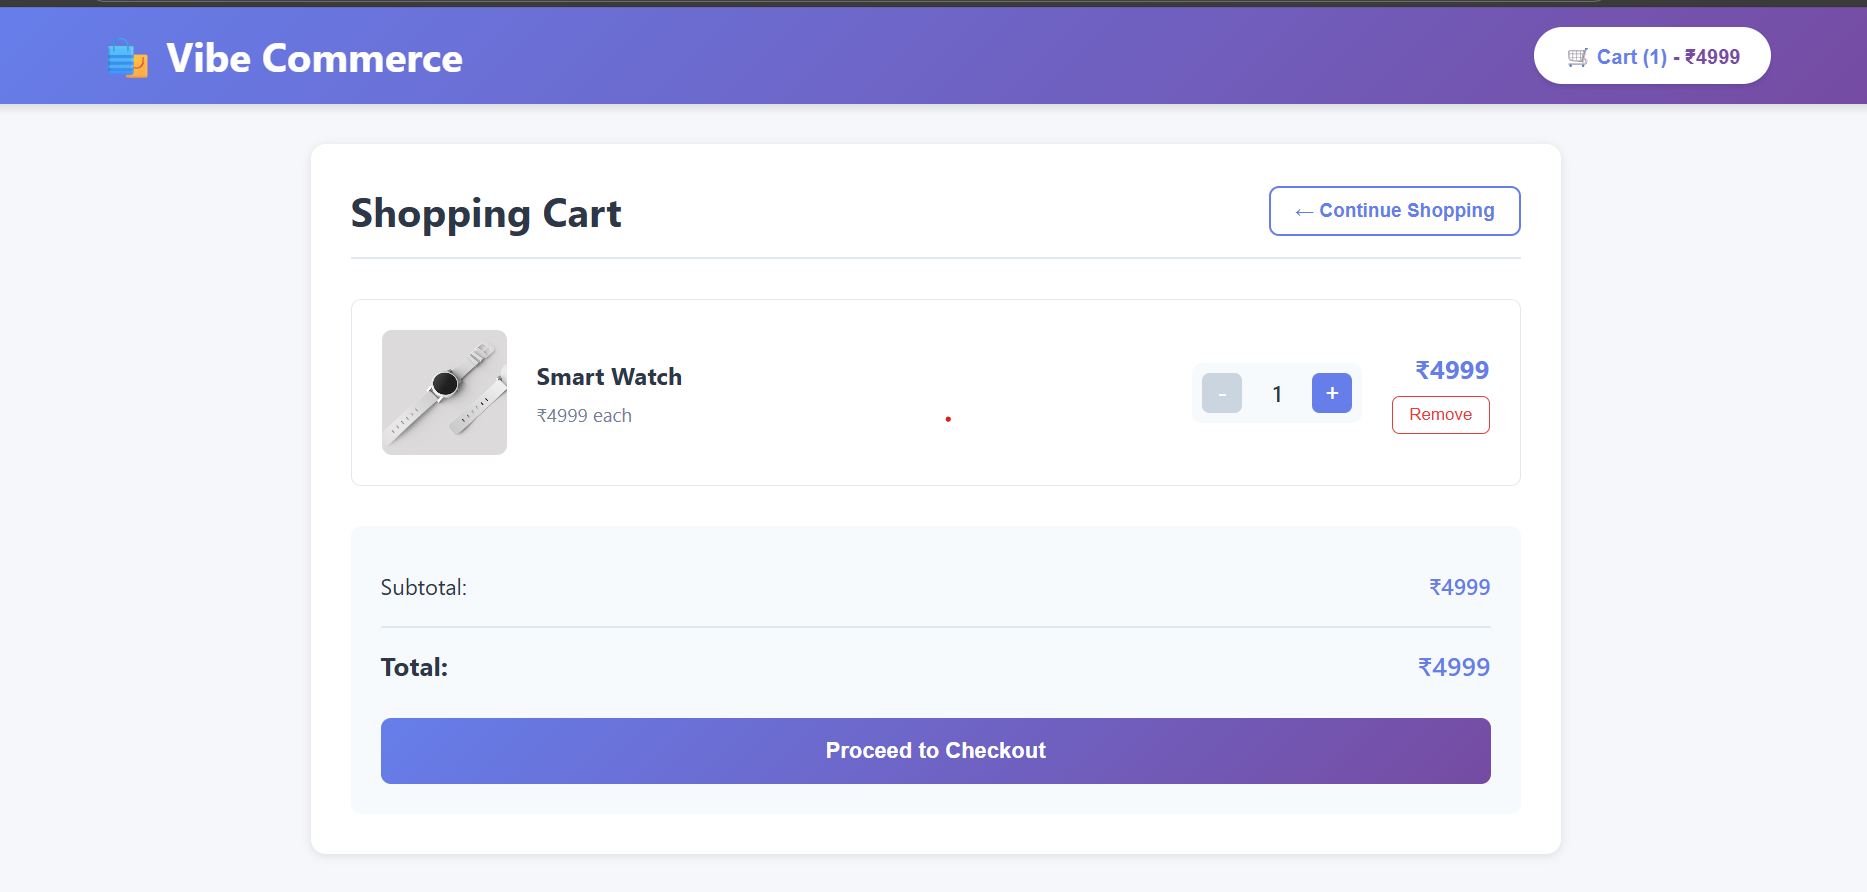 Vibe Commerce
Cart (1) - ₹4999
Shopping Cart
← Continue Shopping
Smart Watch
₹4999 each
- 1 +
₹4999
Remove
Subtotal: ₹4999
Total: ₹4999
Proceed to Checkout